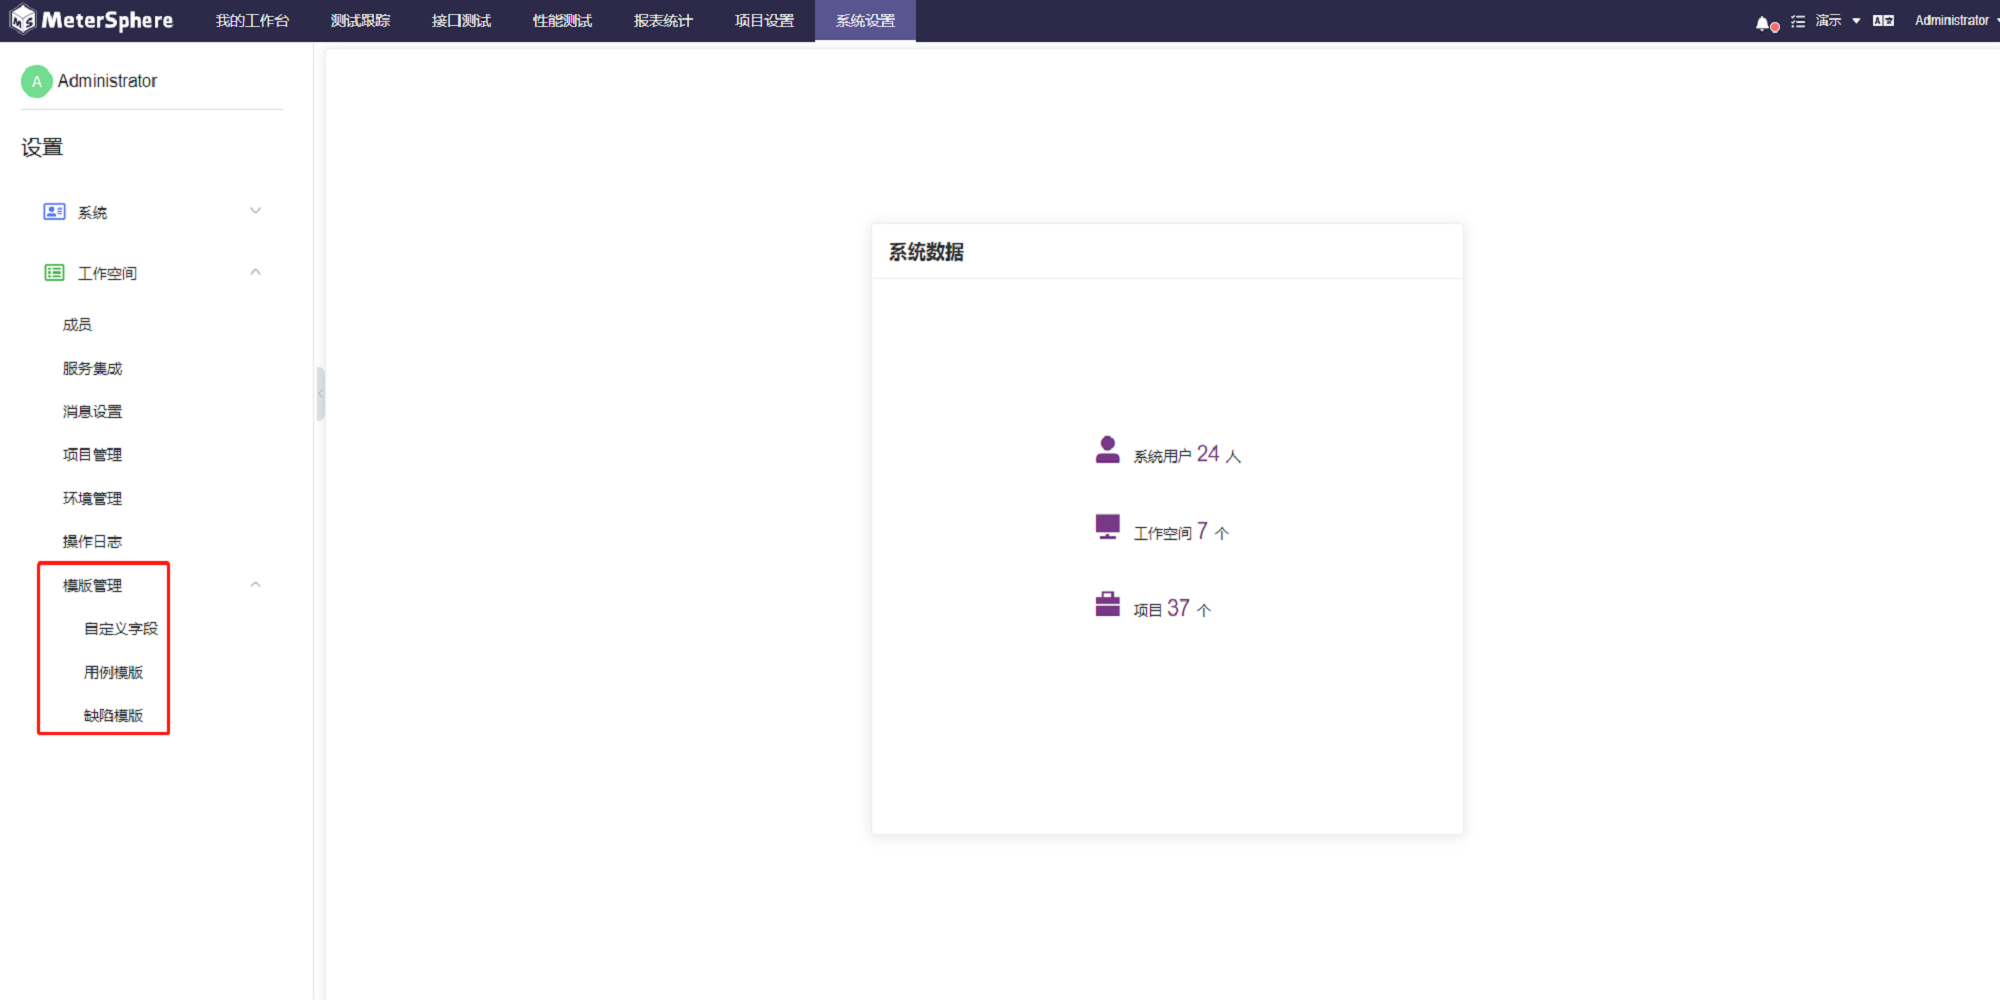 MeterSphere 我的工作台 测试跟踪 接口测试 性能测试 报表统计 项目设置 系统设置 演示 Administrator
A Administrator
设置
系统
工作空间
成员
服务集成
消息设置
项目管理
环境管理
操作日志
模版管理
自定义字段
用例模版
缺陷模版
系统数据
系统用户 24 人
工作空间 7 个
项目 37 个